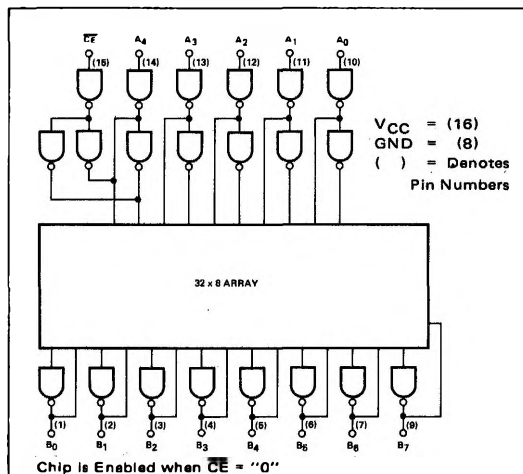 CE A4 A3 A2 A1 A0
(15) (14) (13) (12) (11) (10)
VCC = (16)
GND = (8)
( ) = Denotes
Pin Numbers
32 x 8 ARRAY
(1) (2) (3) (4) (5) (6) (7) (9)
B0 B1 B2 B3 B4 B5 B6 B7
Chip is Enabled when CE = "0"